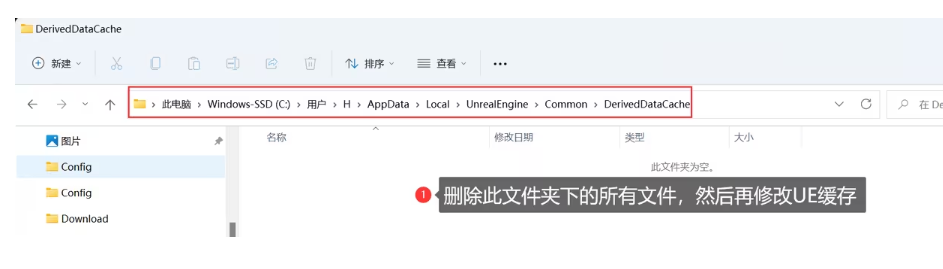 DerivedDataCache
新建 排序 查看 •••
此电脑 › Windows-SSD (C:) › 用户 › H › AppData › Local › UnrealEngine › Common › DerivedDataCache 在 De
图片 名称 修改日期 类型 大小
Config 此文件夹为空。
Config 1 删除此文件夹下的所有文件，然后再修改UE缓存
Download